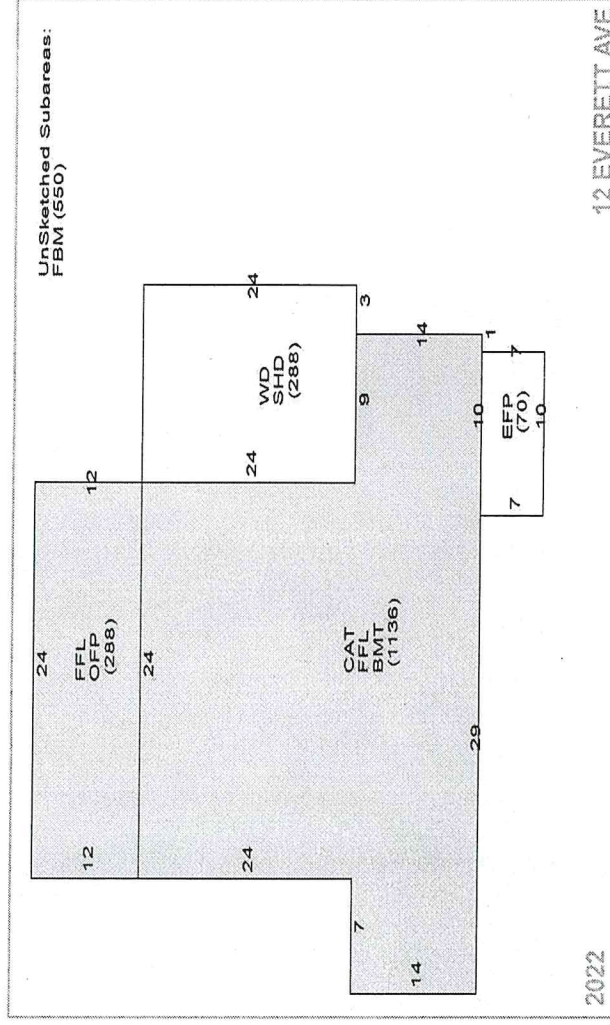 UnSketched Subareas:
FBM (550)
24
12
12
FFL
OFP
(288)
24
24
24
24
WD
SHD
(288)
CAT
FFL
BMT
(1136)
7
9
3
14
14
29
10
1
7
7
EFP
(70)
10
2022
12 EVERETT AVE